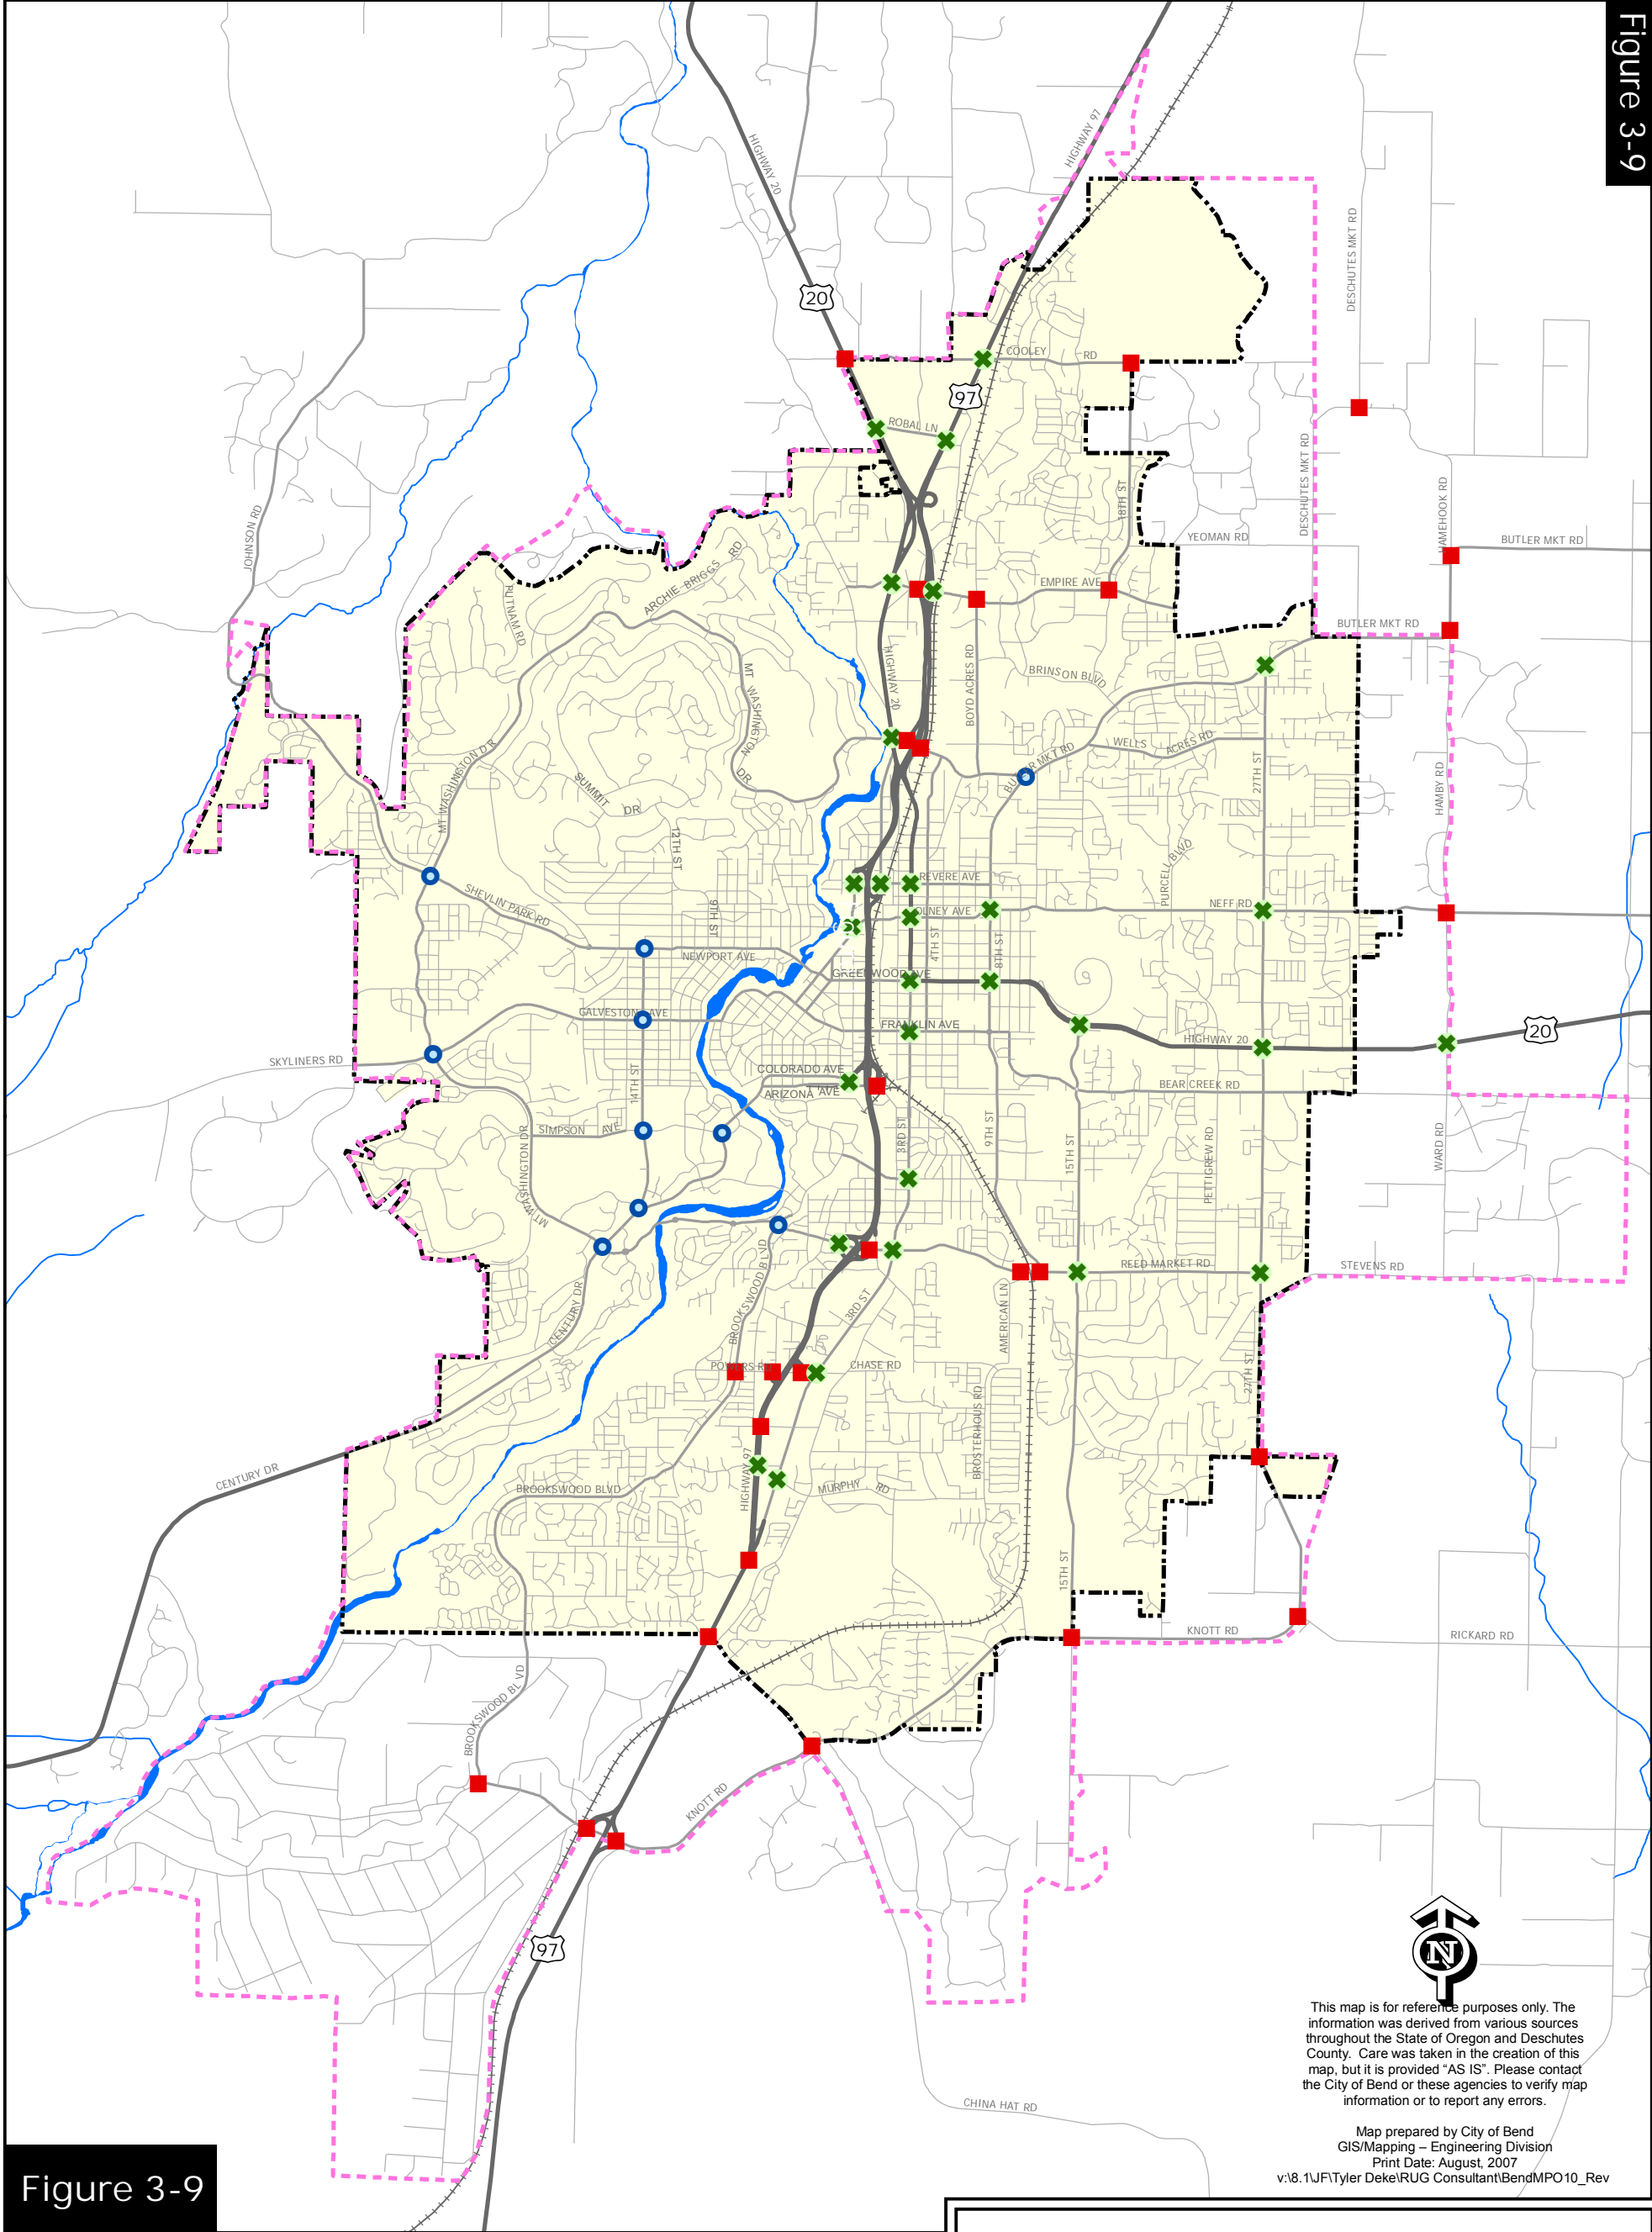 Figure 3-9
HIGHWAY 20
HIGHWAY 97
DESCHUTES MKT RD
20
COOLEY RD
97
ROBAL LN
DESCHUTES MKT RD
18TH ST
HAMEHOOK RD
JOHNSON RD
YEOMAN RD
BUTLER MKT RD
ARCHIE BRIGGS RD
EMPIRE AVE
PUTNAM RD
BUTLER MKT RD
HIGHWAY 20
BOYD ACRES RD
BRINSON BLVD
MT WASHINGTON DR
MT WASHINGTON DR
WELLS ACRES RD
BUTLER MKT RD
27TH ST
HAMBY RD
SUMMIT DR
12TH ST
PURCELL BLVD
REVERE AVE
SHEVLIN PARK RD
9TH ST
OLNEY AVE
NEFF RD
4TH ST
8TH ST
NEWPORT AVE
GREENWOOD AVE
GALVESTON AVE
FRANKLIN AVE
HIGHWAY 20
20
SKYLINERS RD
COLORADO AVE
ARIZONA AVE
BEAR CREEK RD
14TH ST
SIMPSON AVE
3RD ST
9TH ST
15TH ST
PETTIGREW RD
WARD RD
MT WASHINGTON DR
REED MARKET RD
STEVENS RD
BROOKSWOOD BLVD
CENTURY DR
3RD ST
AMERICAN LN
POWERS RD
CHASE RD
27TH ST
BROSTERHOUS RD
CENTURY DR
BROOKSWOOD BLVD
HIGHWAY 97
MURPHY RD
15TH ST
KNOTT RD
RICKARD RD
BROOKSWOOD BLVD
KNOTT RD
97
N
CHINA HAT RD
This map is for reference purposes only. The
information was derived from various sources
throughout the State of Oregon and Deschutes
County. Care was taken in the creation of this
map, but it is provided “AS IS”. Please contact
the City of Bend or these agencies to verify map
information or to report any errors.
Map prepared by City of Bend
GIS/Mapping – Engineering Division
Print Date: August, 2007
v:\8.1\JF\Tyler Deke\RUG Consultant\BendMPO10_Rev
Figure 3-9